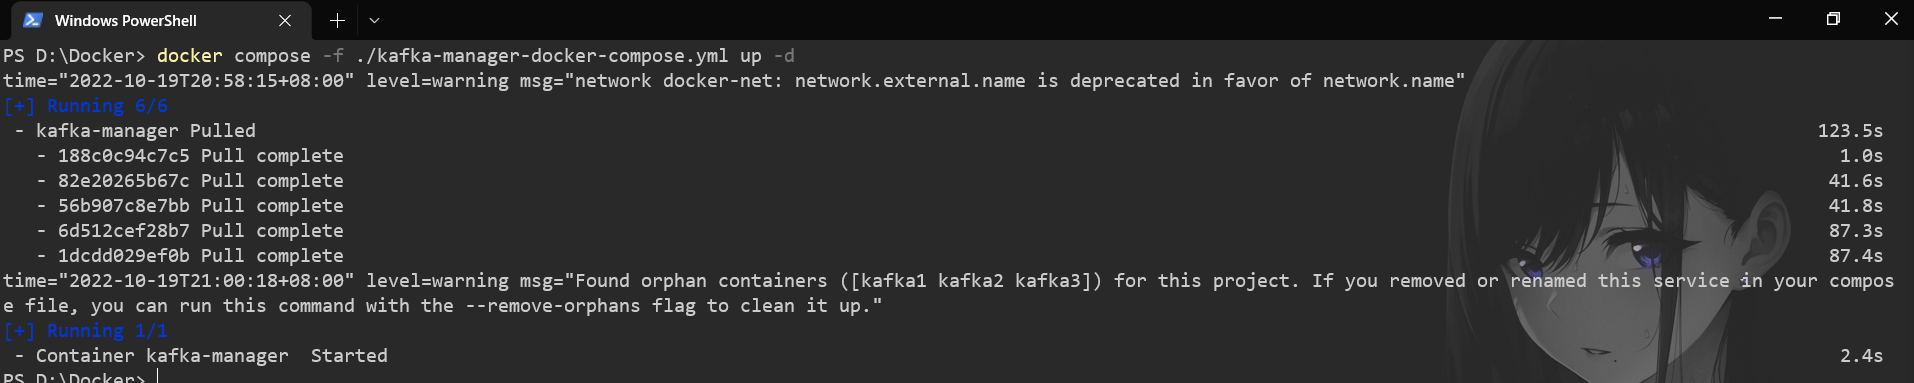 Windows PowerShell
PS D:\Docker> docker compose -f ./kafka-manager-docker-compose.yml up -d
time="2022-10-19T20:58:15+08:00" level=warning msg="network docker-net: network.external.name is deprecated in favor of network.name"
[+] Running 6/6
 - kafka-manager Pulled 123.5s
   - 188c0c94c7c5 Pull complete 1.0s
   - 82e20265b67c Pull complete 41.6s
   - 56b907c8e7bb Pull complete 41.8s
   - 6d512cef28b7 Pull complete 87.3s
   - 1dcdd029ef0b Pull complete 87.4s
time="2022-10-19T21:00:18+08:00" level=warning msg="Found orphan containers ([kafka1 kafka2 kafka3]) for this project. If you removed or renamed this service in your compos
e file, you can run this command with the --remove-orphans flag to clean it up."
[+] Running 1/1
 - Container kafka-manager  Started 2.4s
PS D:\Docker>